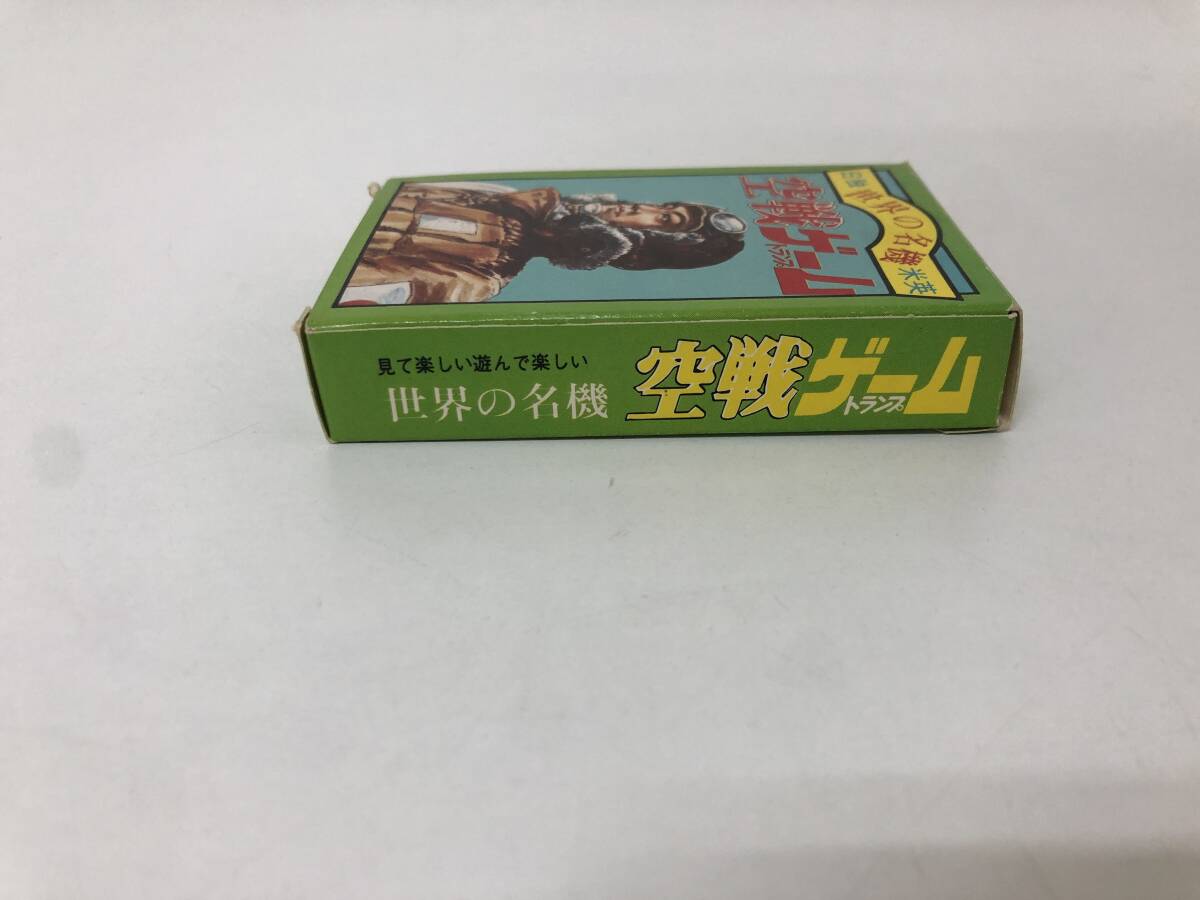 世界の名機
米英
空戦ゲーム
トランプ
見て楽しい遊んで楽しい
世界の名機
空戦ゲーム
トランプ